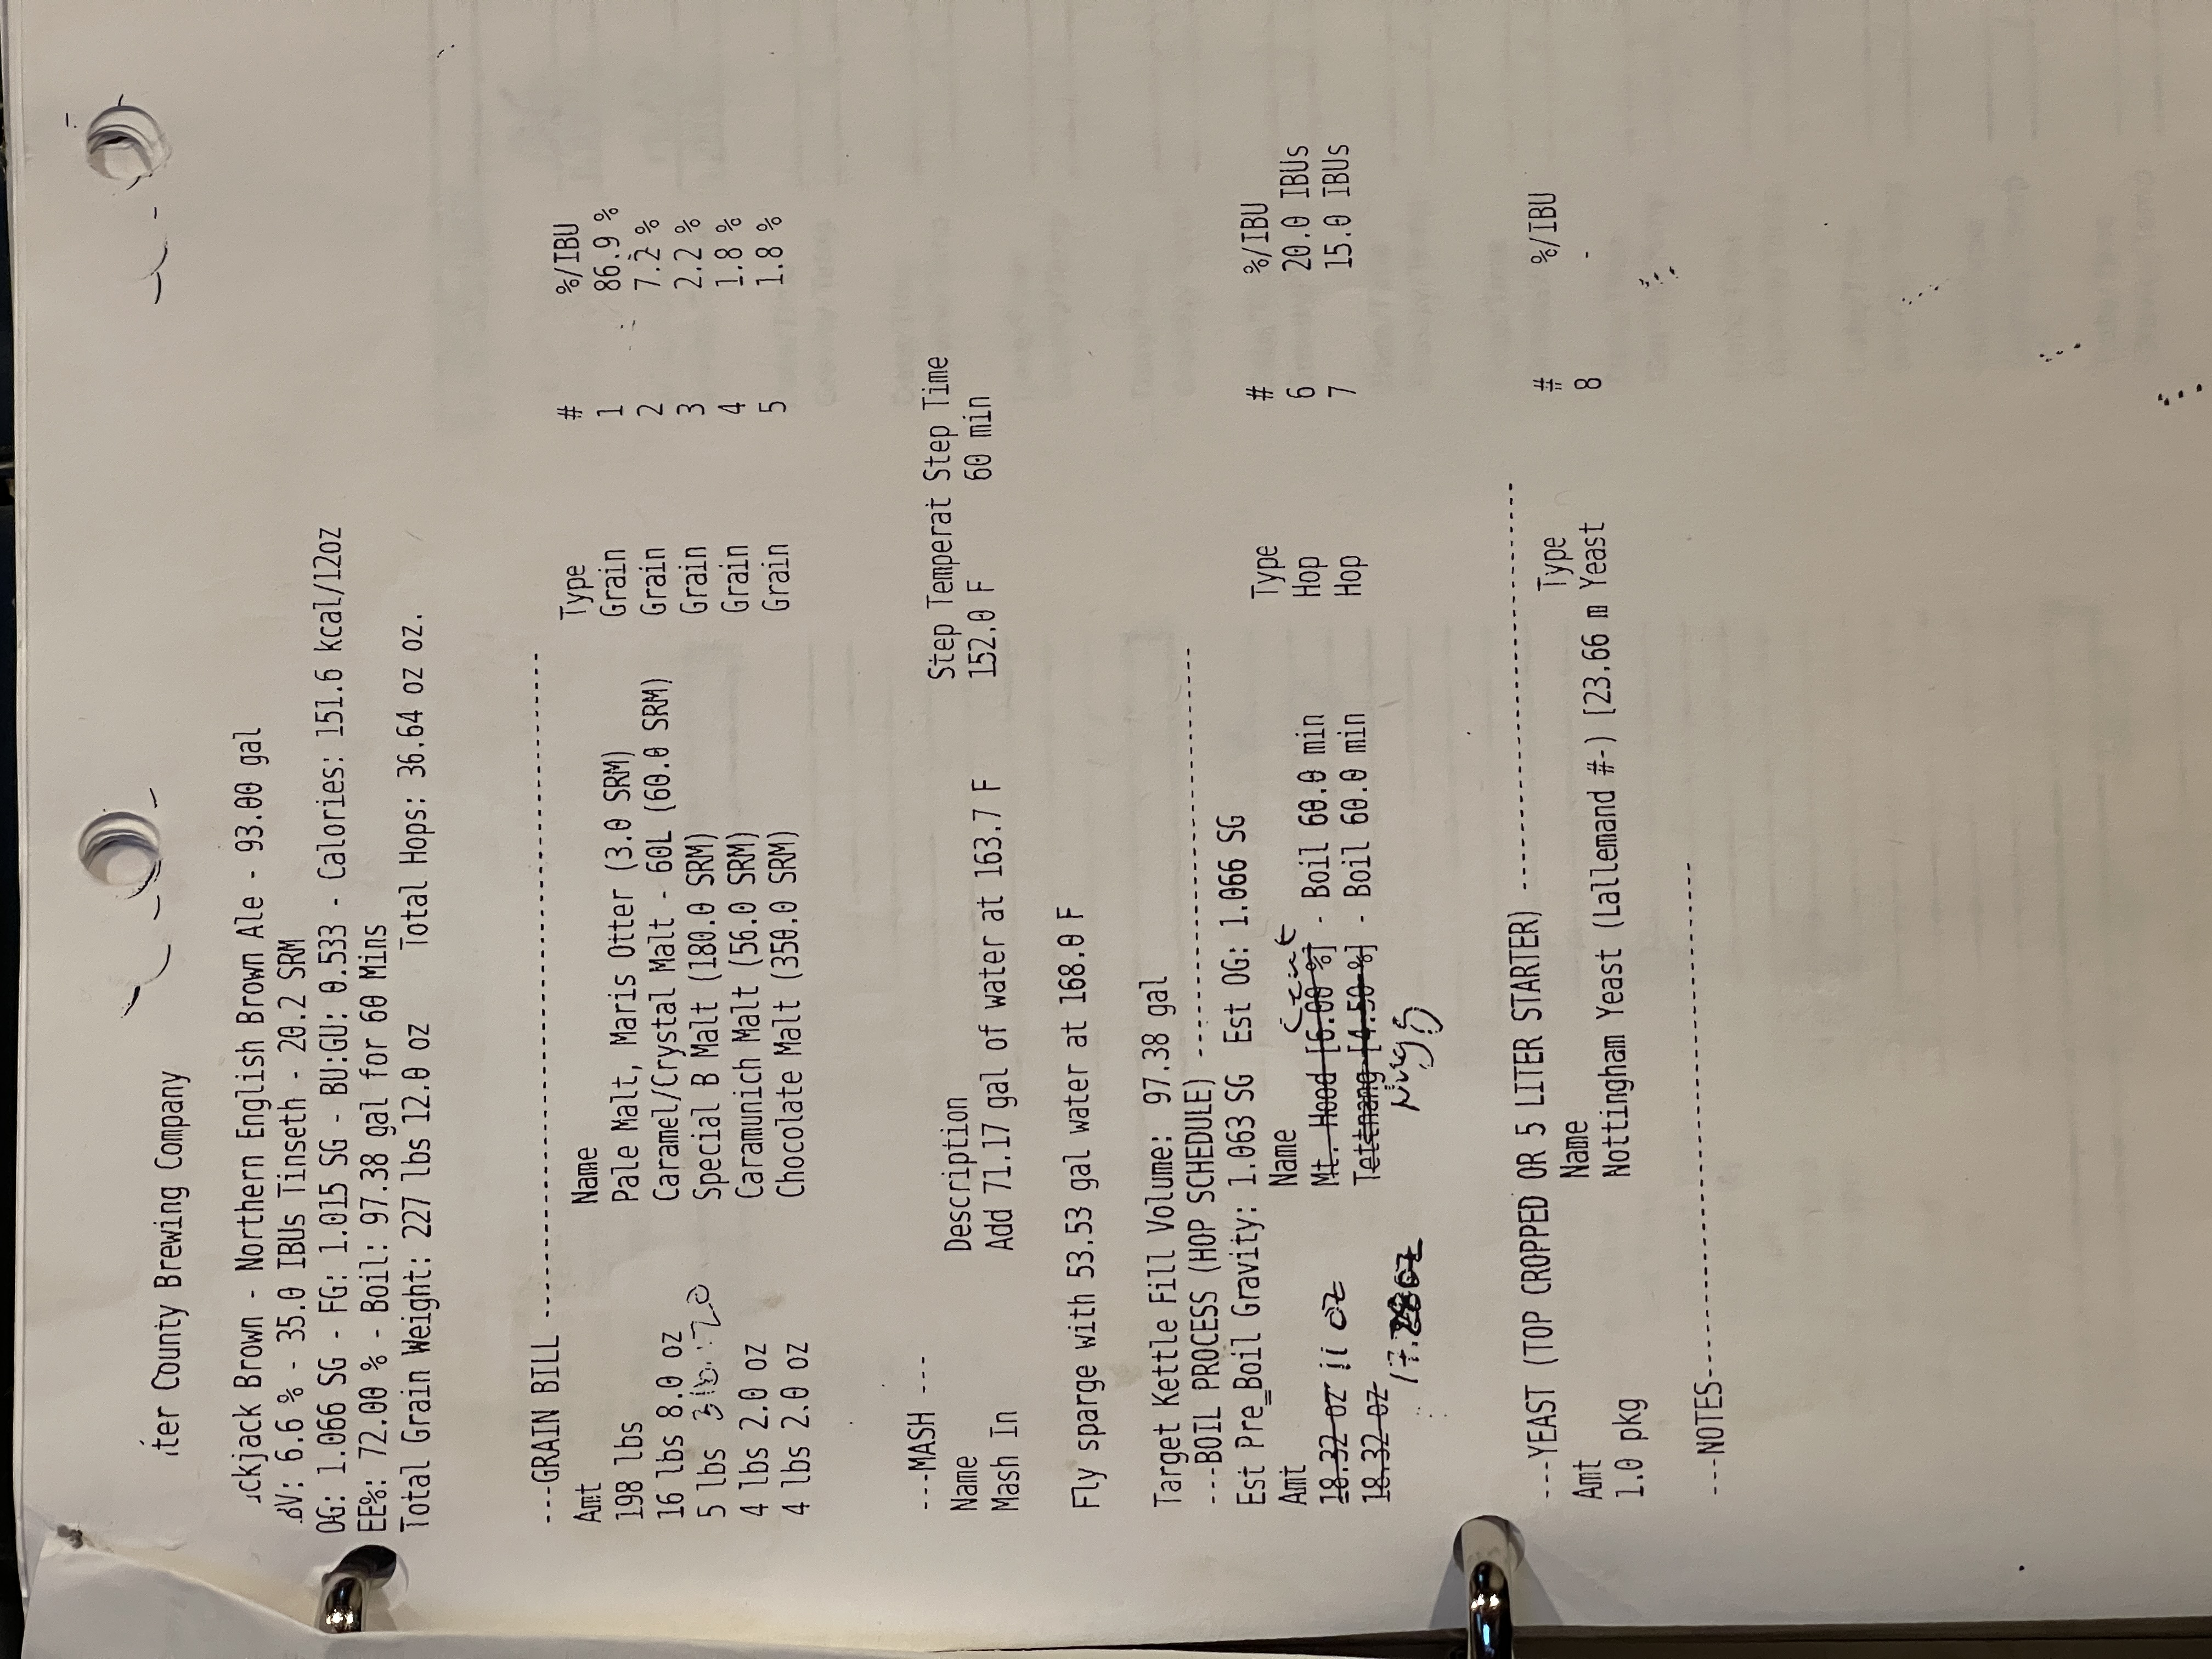 ter County Brewing Company
ckjack Brown - Northern English Brown Ale - 93.00 gal
BV: 6.6 % - 35.0 IBUs Tinseth - 20.2 SRM
OG: 1.066 SG - FG: 1.015 SG - BU:GU: 0.533 - Calories: 151.6 kcal/12oz
EE%: 72.00 % - Boil: 97.38 gal for 60 Mins
Total Grain Weight: 227 lbs 12.0 oz Total Hops: 36.64 oz oz.
---GRAIN BILL -----------------------------------------------
Amt Name Type # %/IBU
198 lbs Pale Malt, Maris Otter (3.0 SRM) Grain 1 86.9 %
16 lbs 8.0 oz Caramel/Crystal Malt - 60L (60.0 SRM) Grain 2 7.2 %
5 lbs Special B Malt (180.0 SRM) Grain 3 2.2 %
4 lbs 2.0 oz Caramunich Malt (56.0 SRM) Grain 4 1.8 %
4 lbs 2.0 oz Chocolate Malt (350.0 SRM) Grain 5 1.8 %
---MASH ---
Name Description Step Temperat Step Time
Mash In Add 71.17 gal of water at 163.7 F 152.0 F 60 min
Fly sparge with 53.53 gal water at 168.0 F
Target Kettle Fill Volume: 97.38 gal
---BOIL PROCESS (HOP SCHEDULE) -----------------------------
Est Pre_Boil Gravity: 1.063 SG Est OG: 1.066 SG
Amt Name Type # %/IBU
Cent
18.32 oz 11 oz Mt. Hood [6.00 %] - Boil 60.0 min Hop 6 20.0 IBUs
18.32 oz Tettnang [4.50 %] - Boil 60.0 min Hop 7 15.0 IBUs
Nugg
---YEAST (TOP CROPPED OR 5 LITER STARTER) -----------------------------
Amt Name Type # %/IBU
1.0 pkg Nottingham Yeast (Lallemand #-) [23.66 m Yeast 8 -
---NOTES-------------------------------------